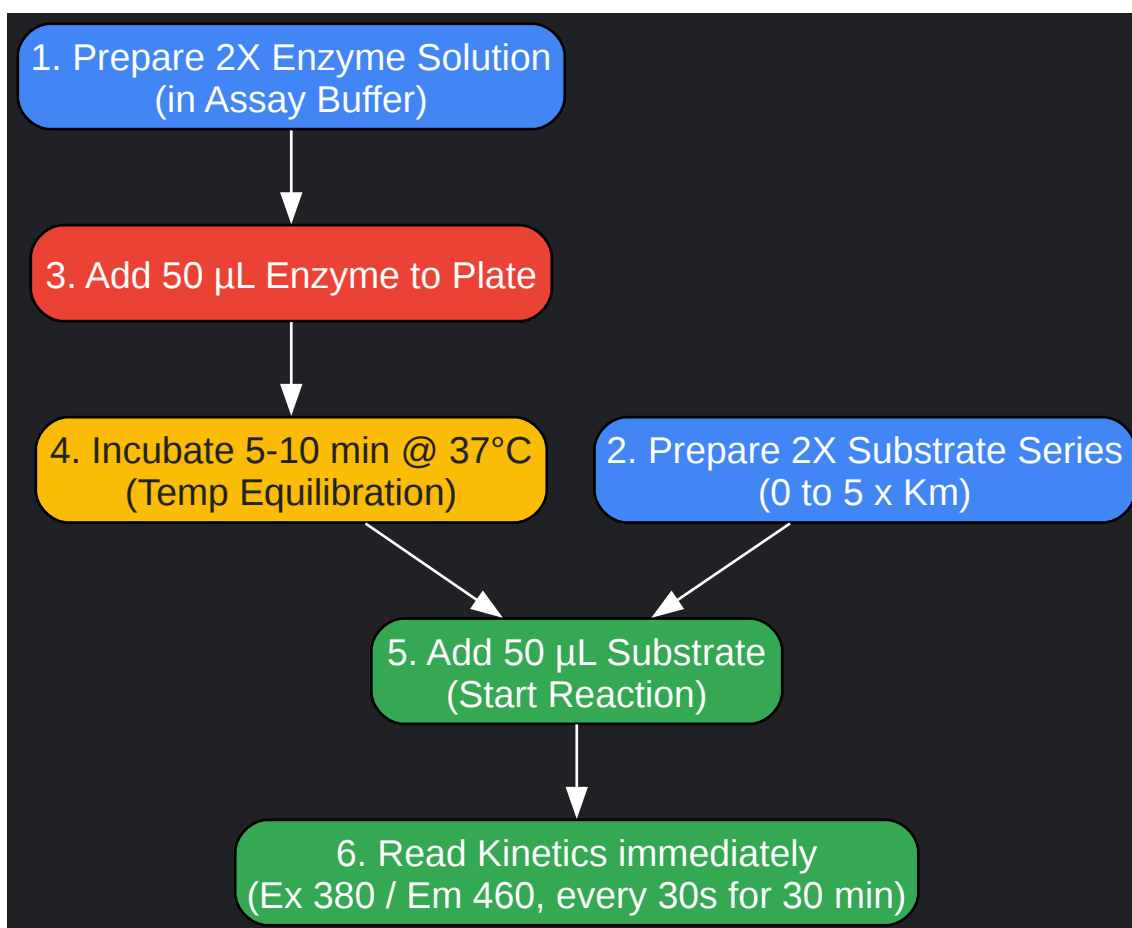 1. Prepare 2X Enzyme Solution
(in Assay Buffer)
3. Add 50 µL Enzyme to Plate
4. Incubate 5-10 min @ 37°C
(Temp Equilibration)
2. Prepare 2X Substrate Series
(0 to 5 x Km)
5. Add 50 µL Substrate
(Start Reaction)
6. Read Kinetics immediately
(Ex 380 / Em 460, every 30s for 30 min)